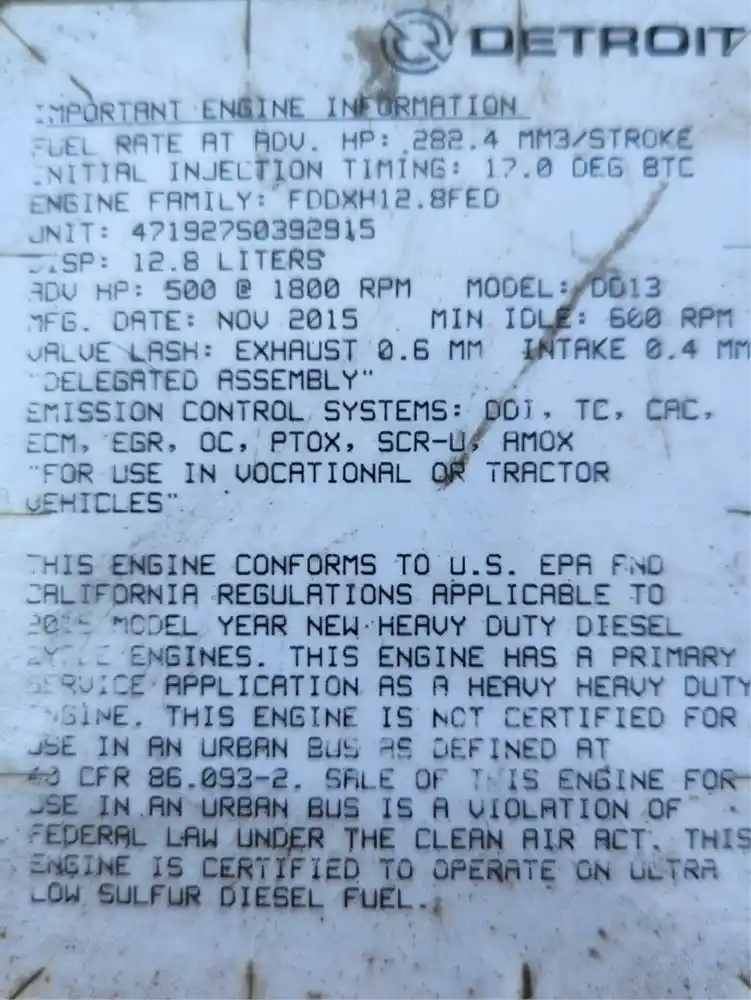 DETROIT
IMPORTANT ENGINE INFORMATION
FUEL RATE AT ADV. HP: 282.4 MM3/STROKE
INITIAL INJECTION TIMING: 17.0 DEG BTC
ENGINE FAMILY: FDDXH12.8FED
UNIT: 47192750392915
DISP: 12.8 LITERS
ADV HP: 500 @ 1800 RPM MODEL: DD13
MFG. DATE: NOV 2015 MIN IDLE: 600 RPM
VALVE LASH: EXHAUST 0.6 MM INTAKE 0.4 MM
"DELEGATED ASSEMBLY"
EMISSION CONTROL SYSTEMS: DDI, TC, CAC,
ECM, EGR, OC, PTOX, SCR-U, AMOX
"FOR USE IN VOCATIONAL OR TRACTOR
VEHICLES"
THIS ENGINE CONFORMS TO U.S. EPA AND
CALIFORNIA REGULATIONS APPLICABLE TO
2015 MODEL YEAR NEW HEAVY DUTY DIESEL
CYCLE ENGINES. THIS ENGINE HAS A PRIMARY
SERVICE APPLICATION AS A HEAVY HEAVY DUTY
ENGINE. THIS ENGINE IS NOT CERTIFIED FOR
USE IN AN URBAN BUS AS DEFINED AT
40 CFR 86.093-2. SALE OF THIS ENGINE FOR
USE IN AN URBAN BUS IS A VIOLATION OF
FEDERAL LAW UNDER THE CLEAN AIR ACT. THIS
ENGINE IS CERTIFIED TO OPERATE ON ULTRA
LOW SULFUR DIESEL FUEL.